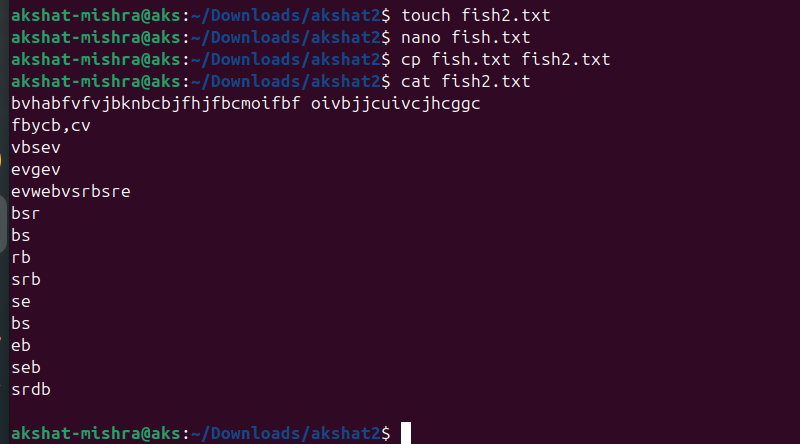 akshat-mishra@aks:~/Downloads/akshat2$ touch fish2.txt
akshat-mishra@aks:~/Downloads/akshat2$ nano fish.txt
akshat-mishra@aks:~/Downloads/akshat2$ cp fish.txt fish2.txt
akshat-mishra@aks:~/Downloads/akshat2$ cat fish2.txt
bvhabfvfvjbknbcbjfhjfbcmoifbf oivbjjcuivcjhcggc
fbycb,cv
vbsev
evgev
evwebvsrbsre
bsr
bs
rb
srb
se
bs
eb
seb
srdb
akshat-mishra@aks:~/Downloads/akshat2$